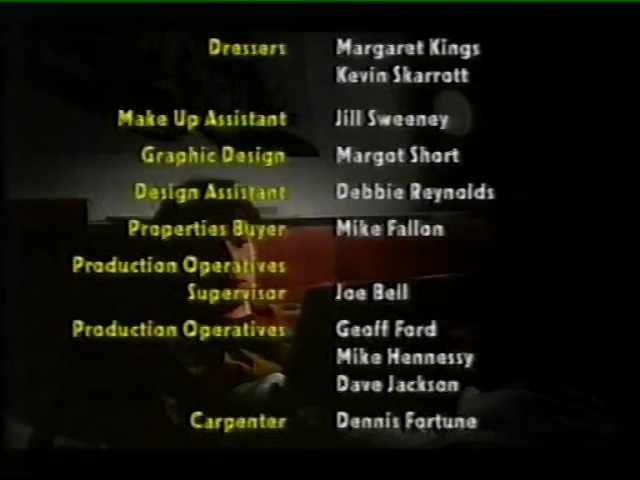 Dressers Margaret Kings
Kevin Skarrott
Make Up Assistant Jill Sweeney
Graphic Design Margot Short
Design Assistant Debbie Reynolds
Properties Buyer Mike Fallon
Production Operatives
Supervisor Joe Bell
Production Operatives Geoff Ford
Mike Hennessy
Dave Jackson
Carpenter Dennis Fortune